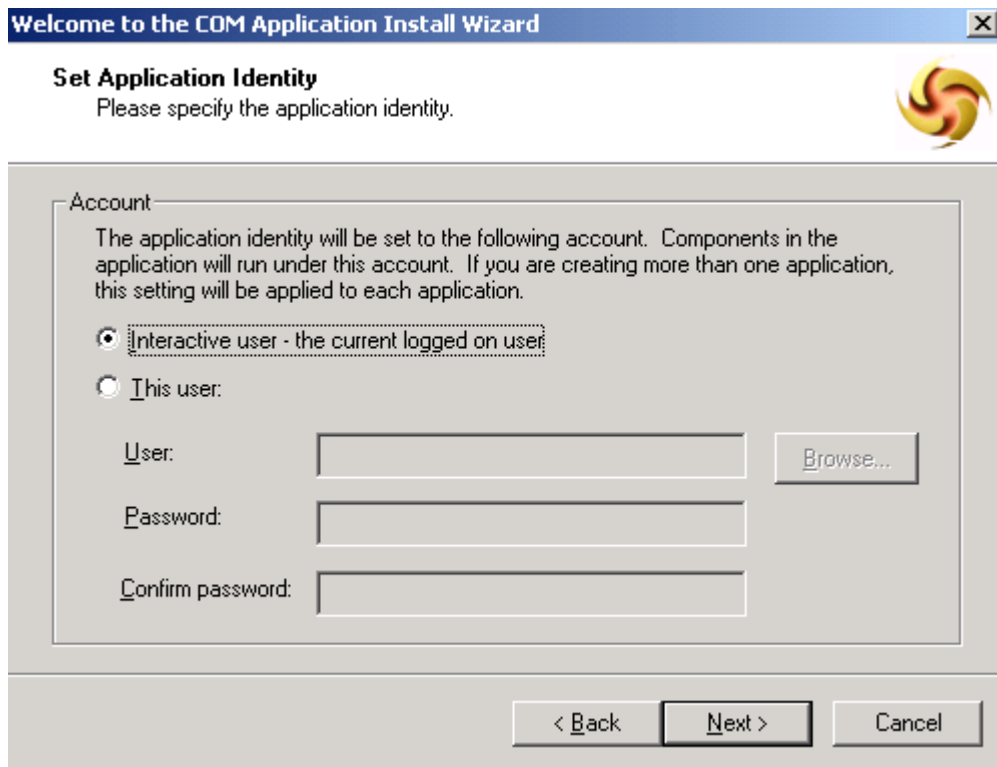 Welcome to the COM Application Install Wizard
Set Application Identity
Please specify the application identity.
Account
The application identity will be set to the following account.  Components in the
application will run under this account.  If you are creating more than one application,
this setting will be applied to each application.
Interactive user - the current logged on user
This user:
User:
Browse...
Password:
Confirm password:
< Back
Next >
Cancel